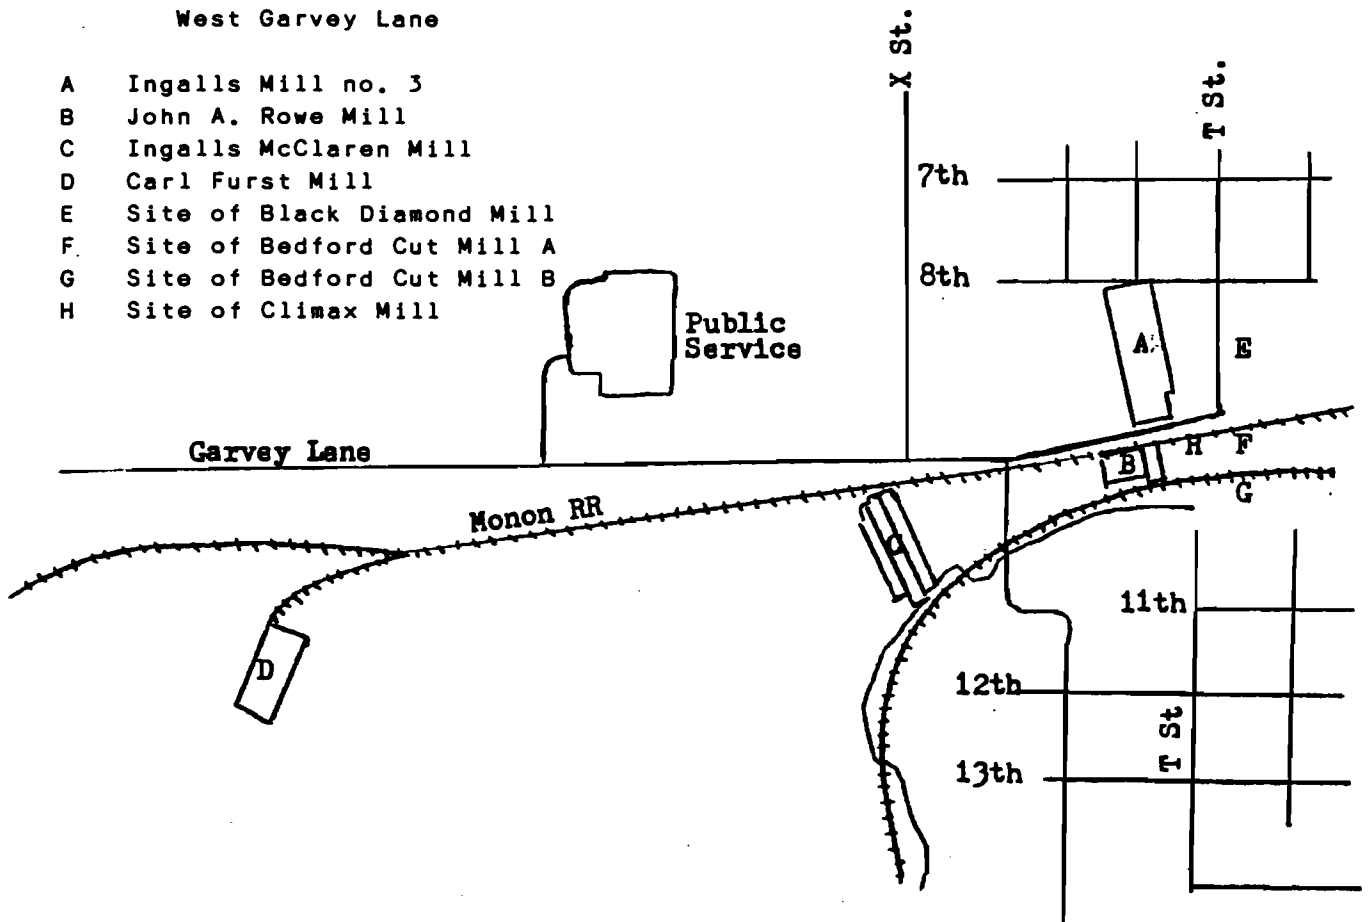 West Garvey Lane
A Ingalls Mill no. 3
B John A. Rowe Mill
C Ingalls McClaren Mill
D Carl Furst Mill
E Site of Black Diamond Mill
F Site of Bedford Cut Mill A
G Site of Bedford Cut Mill B
H Site of Climax Mill
X St.
T St.
7th
8th
Public
Service
A
E
Garvey Lane
B
H
F
G
Monon RR
C
11th
D
12th
T St
13th